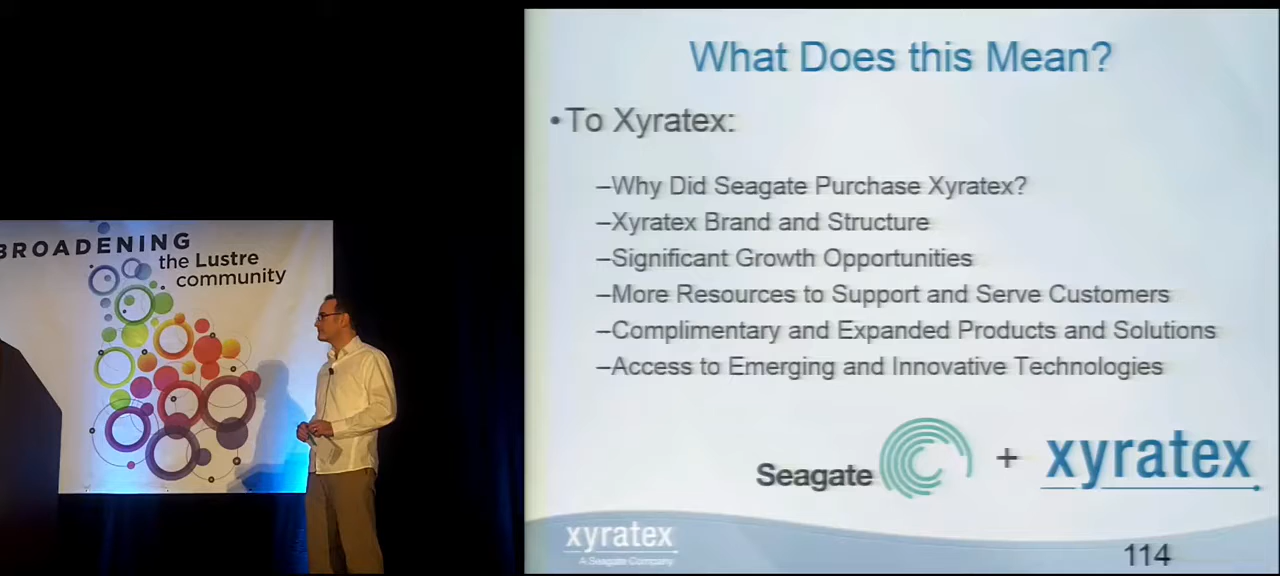 BROADENING
the Lustre
community
What Does this Mean?
•To Xyratex:
–Why Did Seagate Purchase Xyratex?
–Xyratex Brand and Structure
–Significant Growth Opportunities
–More Resources to Support and Serve Customers
–Complimentary and Expanded Products and Solutions
–Access to Emerging and Innovative Technologies
Seagate + xyratex
xyratex
A Seagate Company
114